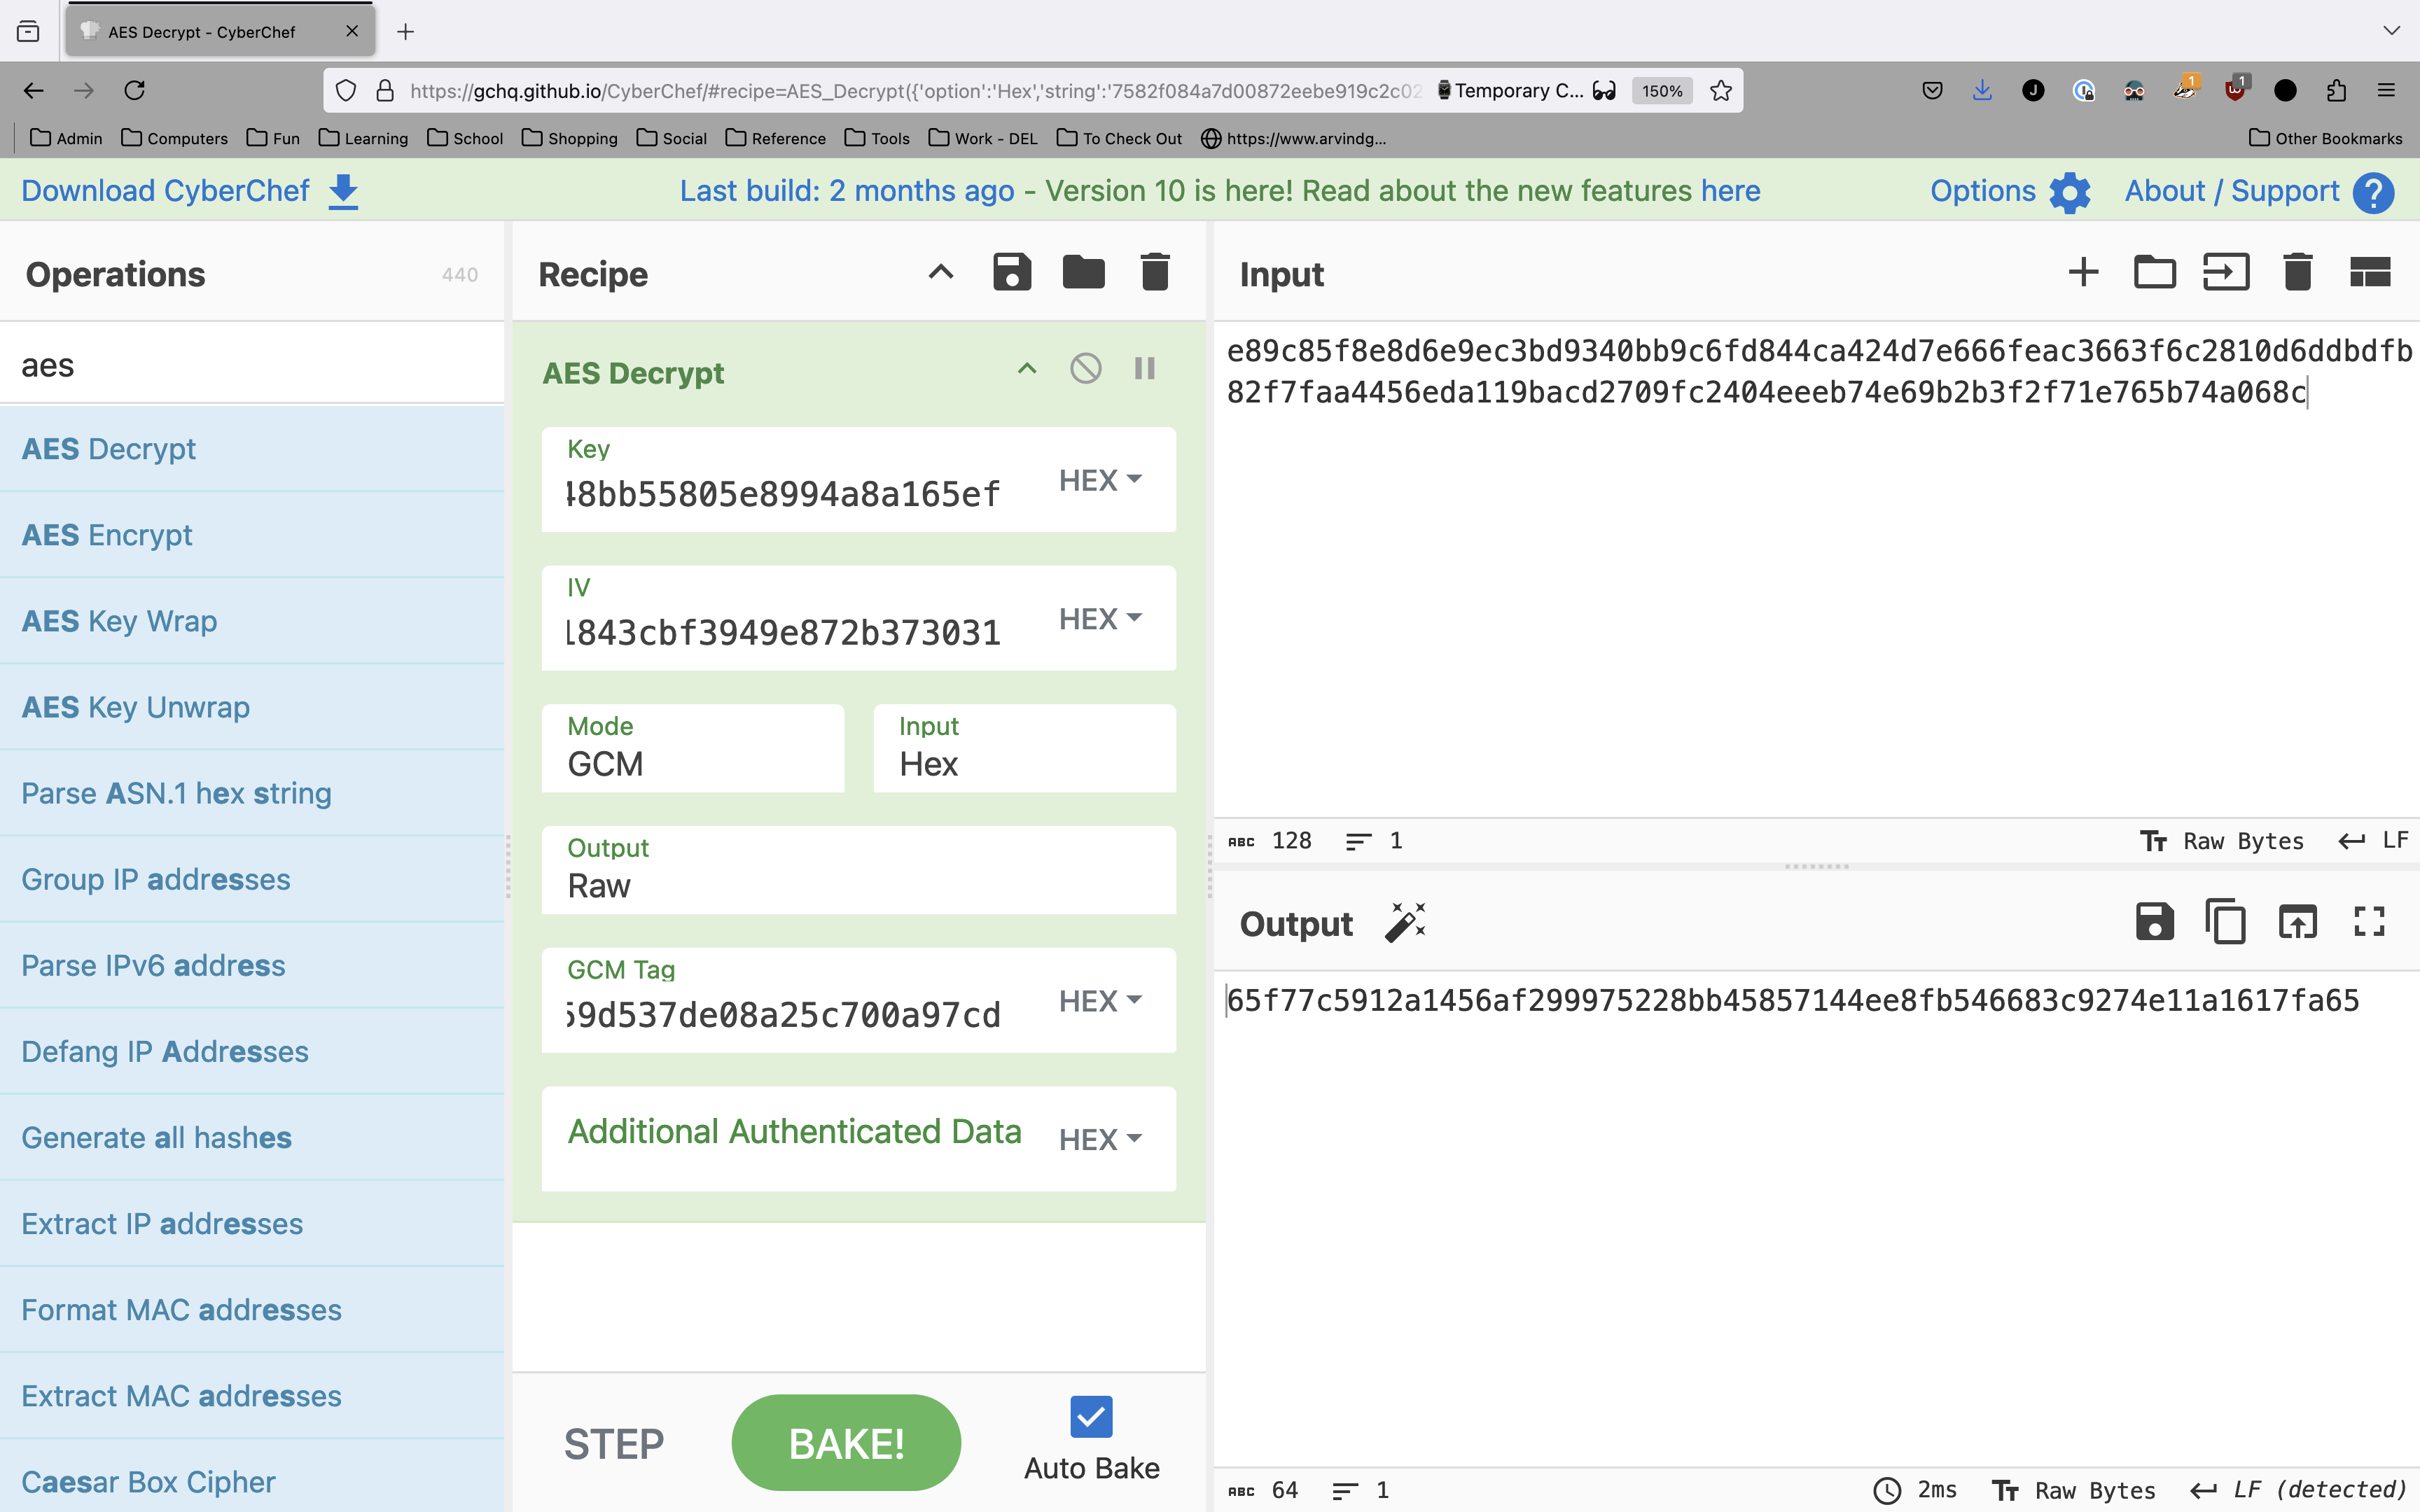 AES Decrypt - CyberChef
https://gchq.github.io/CyberChef/#recipe=AES_Decrypt({'option':'Hex','string':'7582f084a7d00872eebe919c2c02
Temporary C...
150%
1
1
Admin
Computers
Fun
Learning
School
Shopping
Social
Reference
Tools
Work - DEL
To Check Out
https://www.arvindg...
Other Bookmarks
Download CyberChef
Last build: 2 months ago - Version 10 is here! Read about the new features here
Options
About / Support
Operations
440
aes
AES Decrypt
AES Encrypt
AES Key Wrap
AES Key Unwrap
Parse ASN.1 hex string
Group IP addresses
Parse IPv6 address
Defang IP Addresses
Generate all hashes
Extract IP addresses
Format MAC addresses
Extract MAC addresses
Caesar Box Cipher
Recipe
AES Decrypt
Key
48bb55805e8994a8a165ef
HEX
IV
1843cbf3949e872b373031
HEX
Mode
GCM
Input
Hex
Output
Raw
GCM Tag
59d537de08a25c700a97cd
HEX
Additional Authenticated Data
HEX
STEP
BAKE!
Auto Bake
Input
e89c85f8e8d6e9ec3bd9340bb9c6fd844ca424d7e666feac3663f6c2810d6ddbdfb
82f7faa4456eda119bacd2709fc2404eeeb74e69b2b3f2f71e765b74a068c
ABC 128
1
Raw Bytes
LF
Output
65f77c5912a1456af299975228bb45857144ee8fb546683c9274e11a1617fa65
ABC 64
1
2ms
Raw Bytes
LF (detected)